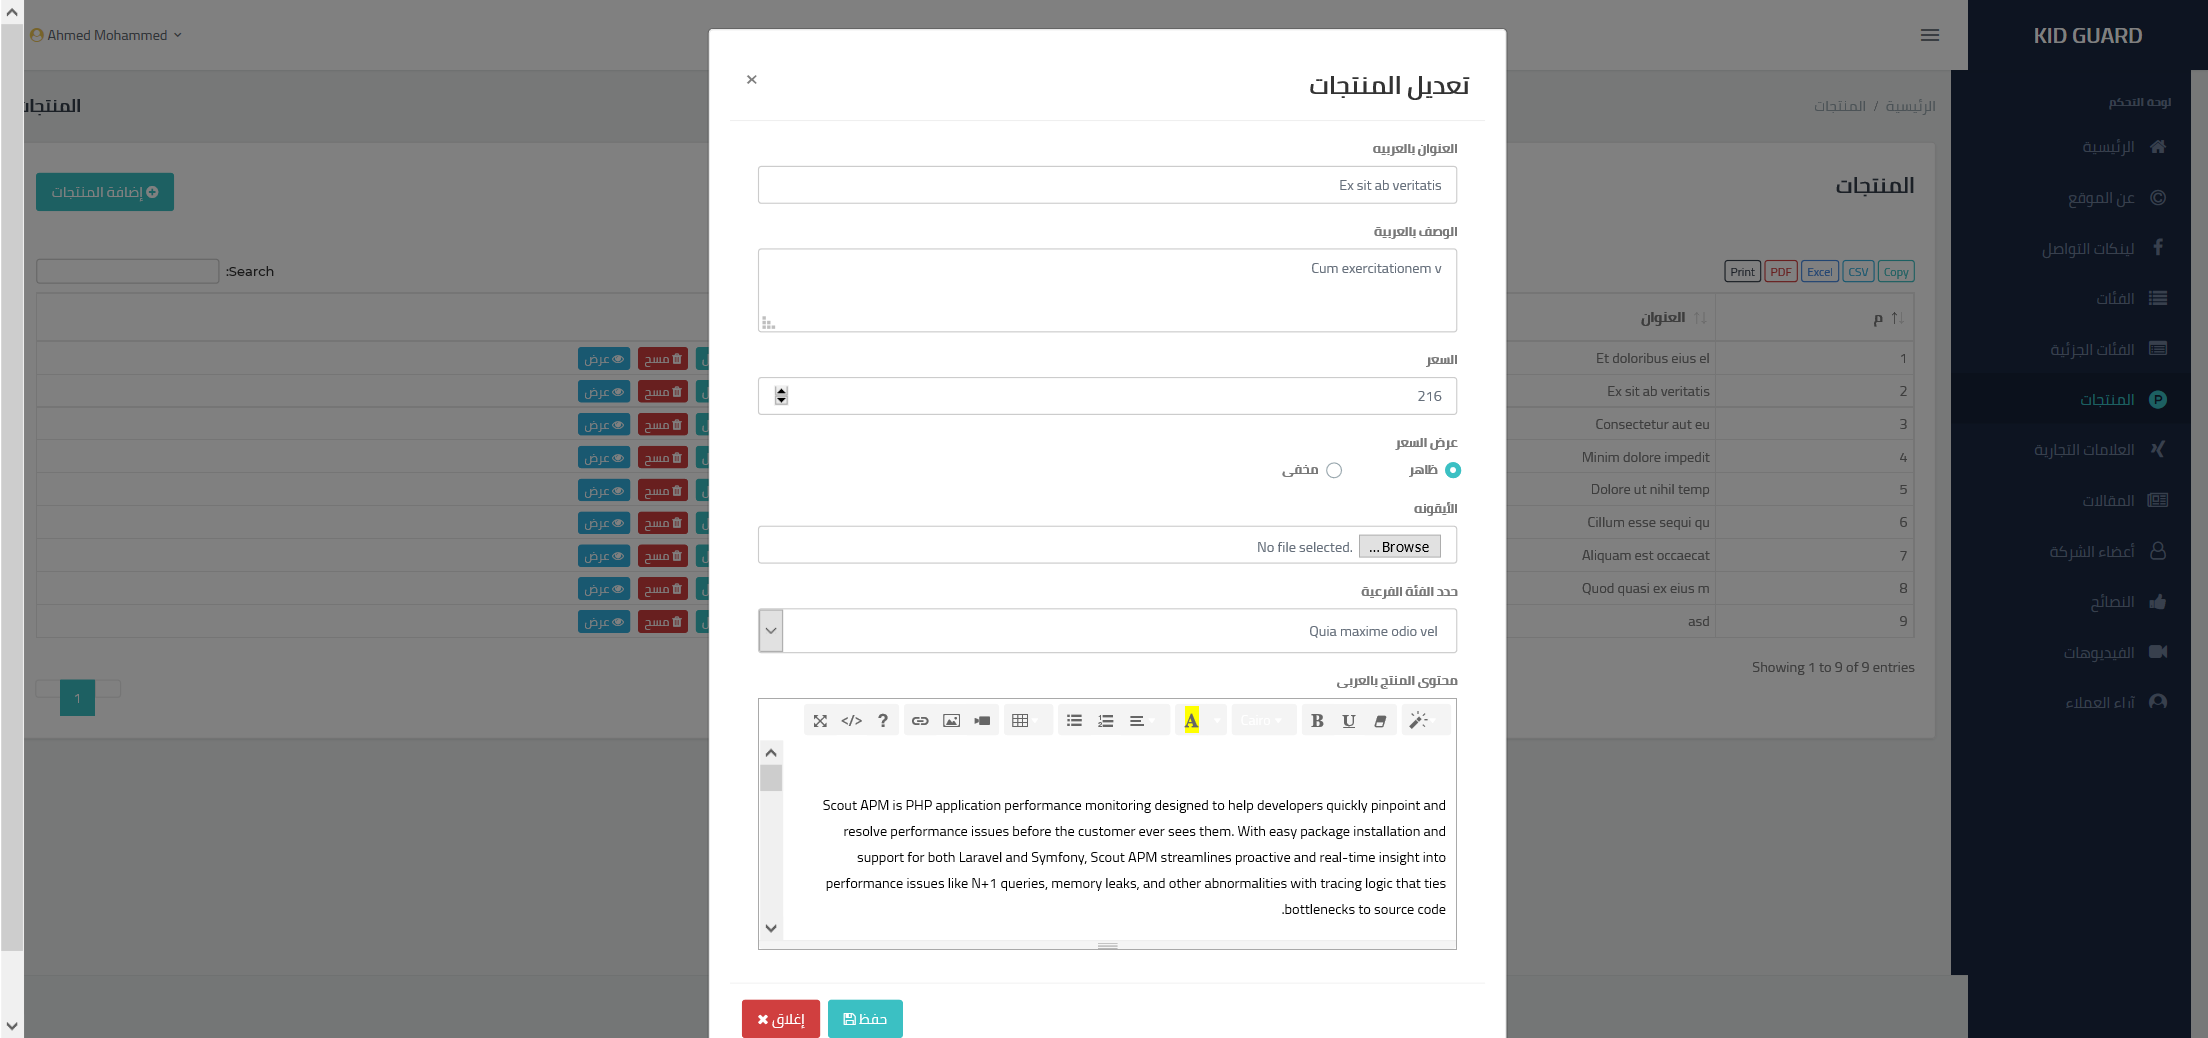 KID GUARD
Ahmed Mohammed
لوحة التحكم
الرئيسية
عن الموقع
لينكات التواصل
الفئات
الفئات الجزئية
المنتجات
العلامات التجارية
المقالات
أعضاء الشركة
النصائح
الفيديوهات
آراء العملاء
الرئيسية / المنتجات
المنتجات
المنتجات
إضافة المنتجات
Copy CSV Excel PDF Print
Search:
م العنوان
1 Et doloribus eius el مسح عرض
2 Ex sit ab veritatis مسح عرض
3 Consectetur aut eu مسح عرض
4 Minim dolore impedit مسح عرض
5 Dolore ut nihil temp مسح عرض
6 Cillum esse sequi qu مسح عرض
7 Aliquam est occaecat مسح عرض
8 Quod quasi ex eius m مسح عرض
9 asd مسح عرض
Showing 1 to 9 of 9 entries
1
تعديل المنتجات ×
العنوان بالعربيه
Ex sit ab veritatis
الوصف بالعربية
Cum exercitationem v
السعر
216
عرض السعر
ظاهر مخفى
الأيقونه
Browse... No file selected.
حدد الفئة الفرعية
Quia maxime odio vel
محتوى المنتج بالعربى
</> ? A Cairo B U
Scout APM is PHP application performance monitoring designed to help developers quickly pinpoint and
resolve performance issues before the customer ever sees them. With easy package installation and
support for both Laravel and Symfony, Scout APM streamlines proactive and real-time insight into
performance issues like N+1 queries, memory leaks, and other abnormalities with tracing logic that ties
.bottlenecks to source code
حفظ إغلاق